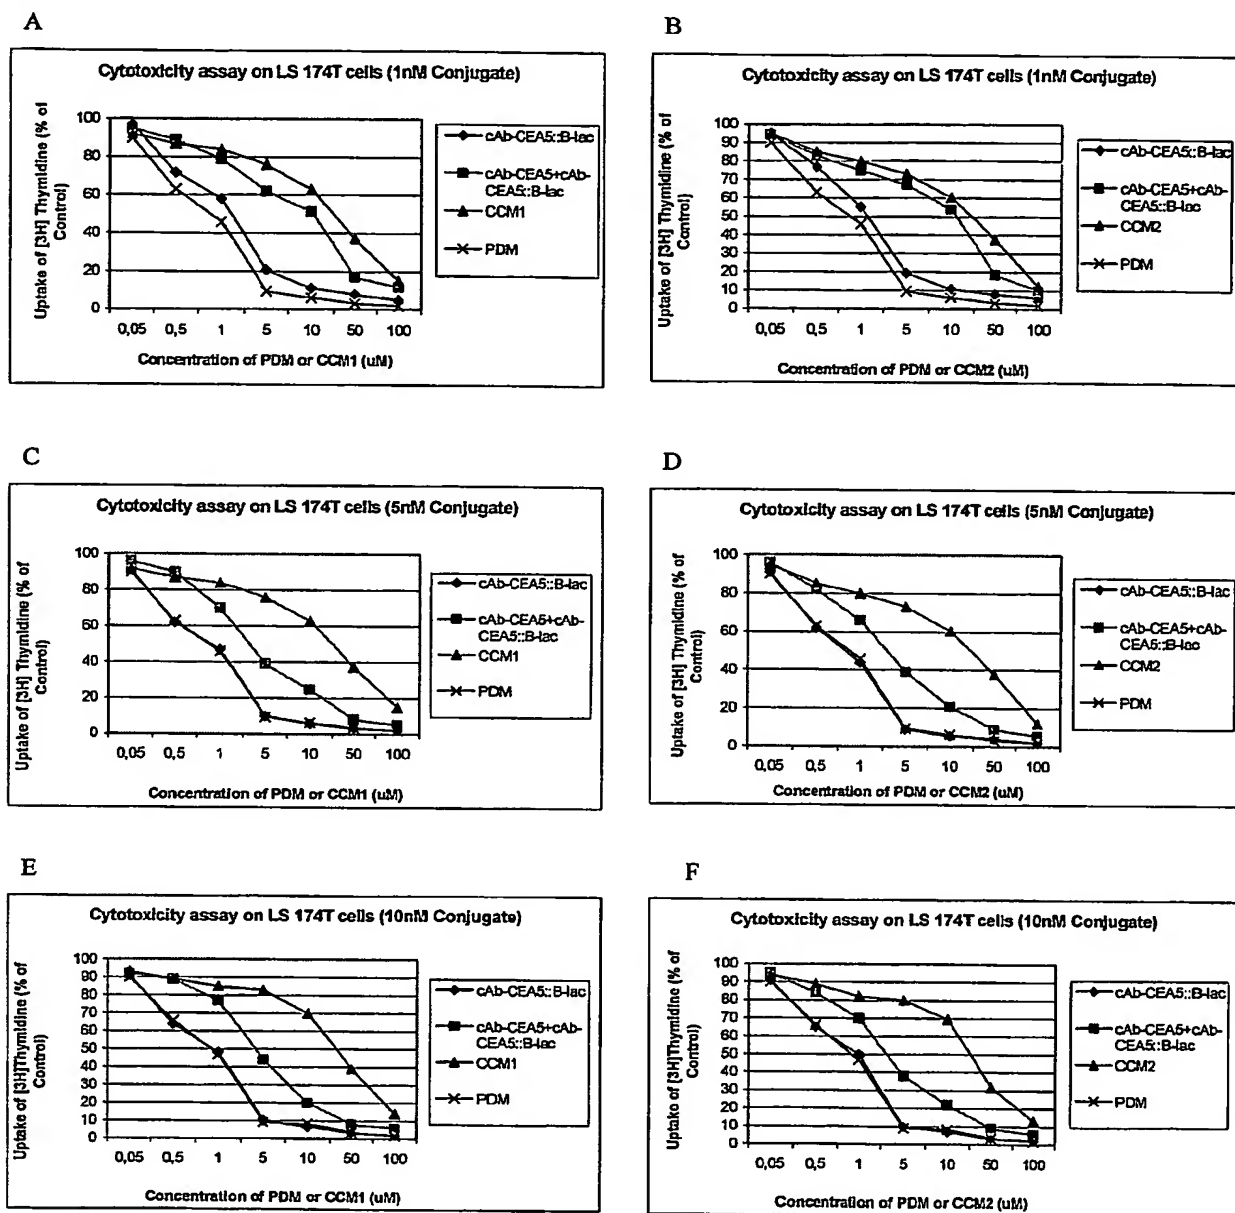 A
Cytotoxicity assay on LS 174T cells (1nM Conjugate)
Uptake of [3H] Thymidine (% of
Control)
100
80
60
40
20
0
0,05 0,5 1 5 10 50 100
Concentration of PDM or CCM1 (uM)
cAb-CEA5::B-lac
cAb-CEA5+cAb-
CEA5::B-lac
CCM1
PDM
B
Cytotoxicity assay on LS 174T cells (1nM Conjugate)
Uptake of [3H] Thymidine (% of
Control)
100
90
80
70
60
50
40
30
20
10
0
0,05 0,5 1 5 10 50 100
Concentration of PDM or CCM2 (uM)
cAb-CEA5::B-lac
cAb-CEA5+cAb-
CEA5::B-lac
CCM2
PDM
C
Cytotoxicity assay on LS 174T cells (5nM Conjugate)
Uptake of [3H] Thymidine (% of
Control)
100
80
60
40
20
0
0,05 0,5 1 5 10 50 100
Concentration of PDM or CCM1 (uM)
cAb-CEA5::B-lac
cAb-CEA5+cAb-
CEA5::B-lac
CCM1
PDM
D
Cytotoxicity assay on LS 174T cells (5nM Conjugate)
Uptake of [3H] Thymidine (% of
Control)
100
80
60
40
20
0
0,05 0,5 1 5 10 50 100
Concentration of PDM or CCM2 (uM)
cAb-CEA5::B-lac
cAb-CEA5+cAb-
CEA5::B-lac
CCM2
PDM
E
Cytotoxicity assay on LS 174T cells (10nM Conjugate)
Uptake of [3H]Thymidine (% of
Control)
100
90
80
70
60
50
40
30
20
10
0
0,05 0,5 1 5 10 50 100
Concentration of PDM or CCM1 (uM)
cAb-CEA5::B-lac
cAb-CEA5+cAb-
CEA5::B-lac
CCM1
PDM
F
Cytotoxicity assay on LS 174T cells (10nM Conjugate)
Uptake of [3H] Thymidine (% of
Control)
100
90
80
70
60
50
40
30
20
10
0
0,05 0,5 1 5 10 50 100
Concentration of PDM or CCM2 (uM)
cAb-CEA5::B-lac
cAb-CEA5+cAb-
CEA5::B-lac
CCM2
PDM